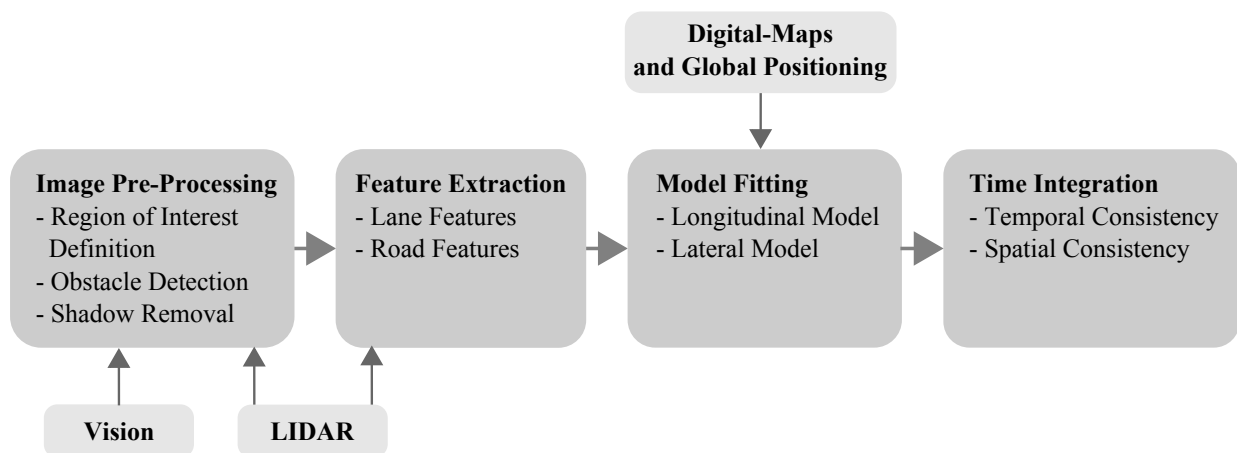 Digital-Maps
and Global Positioning
Image Pre-Processing
- Region of Interest
Definition
- Obstacle Detection
- Shadow Removal
Feature Extraction
- Lane Features
- Road Features
Model Fitting
- Longitudinal Model
- Lateral Model
Time Integration
- Temporal Consistency
- Spatial Consistency
Vision
LIDAR